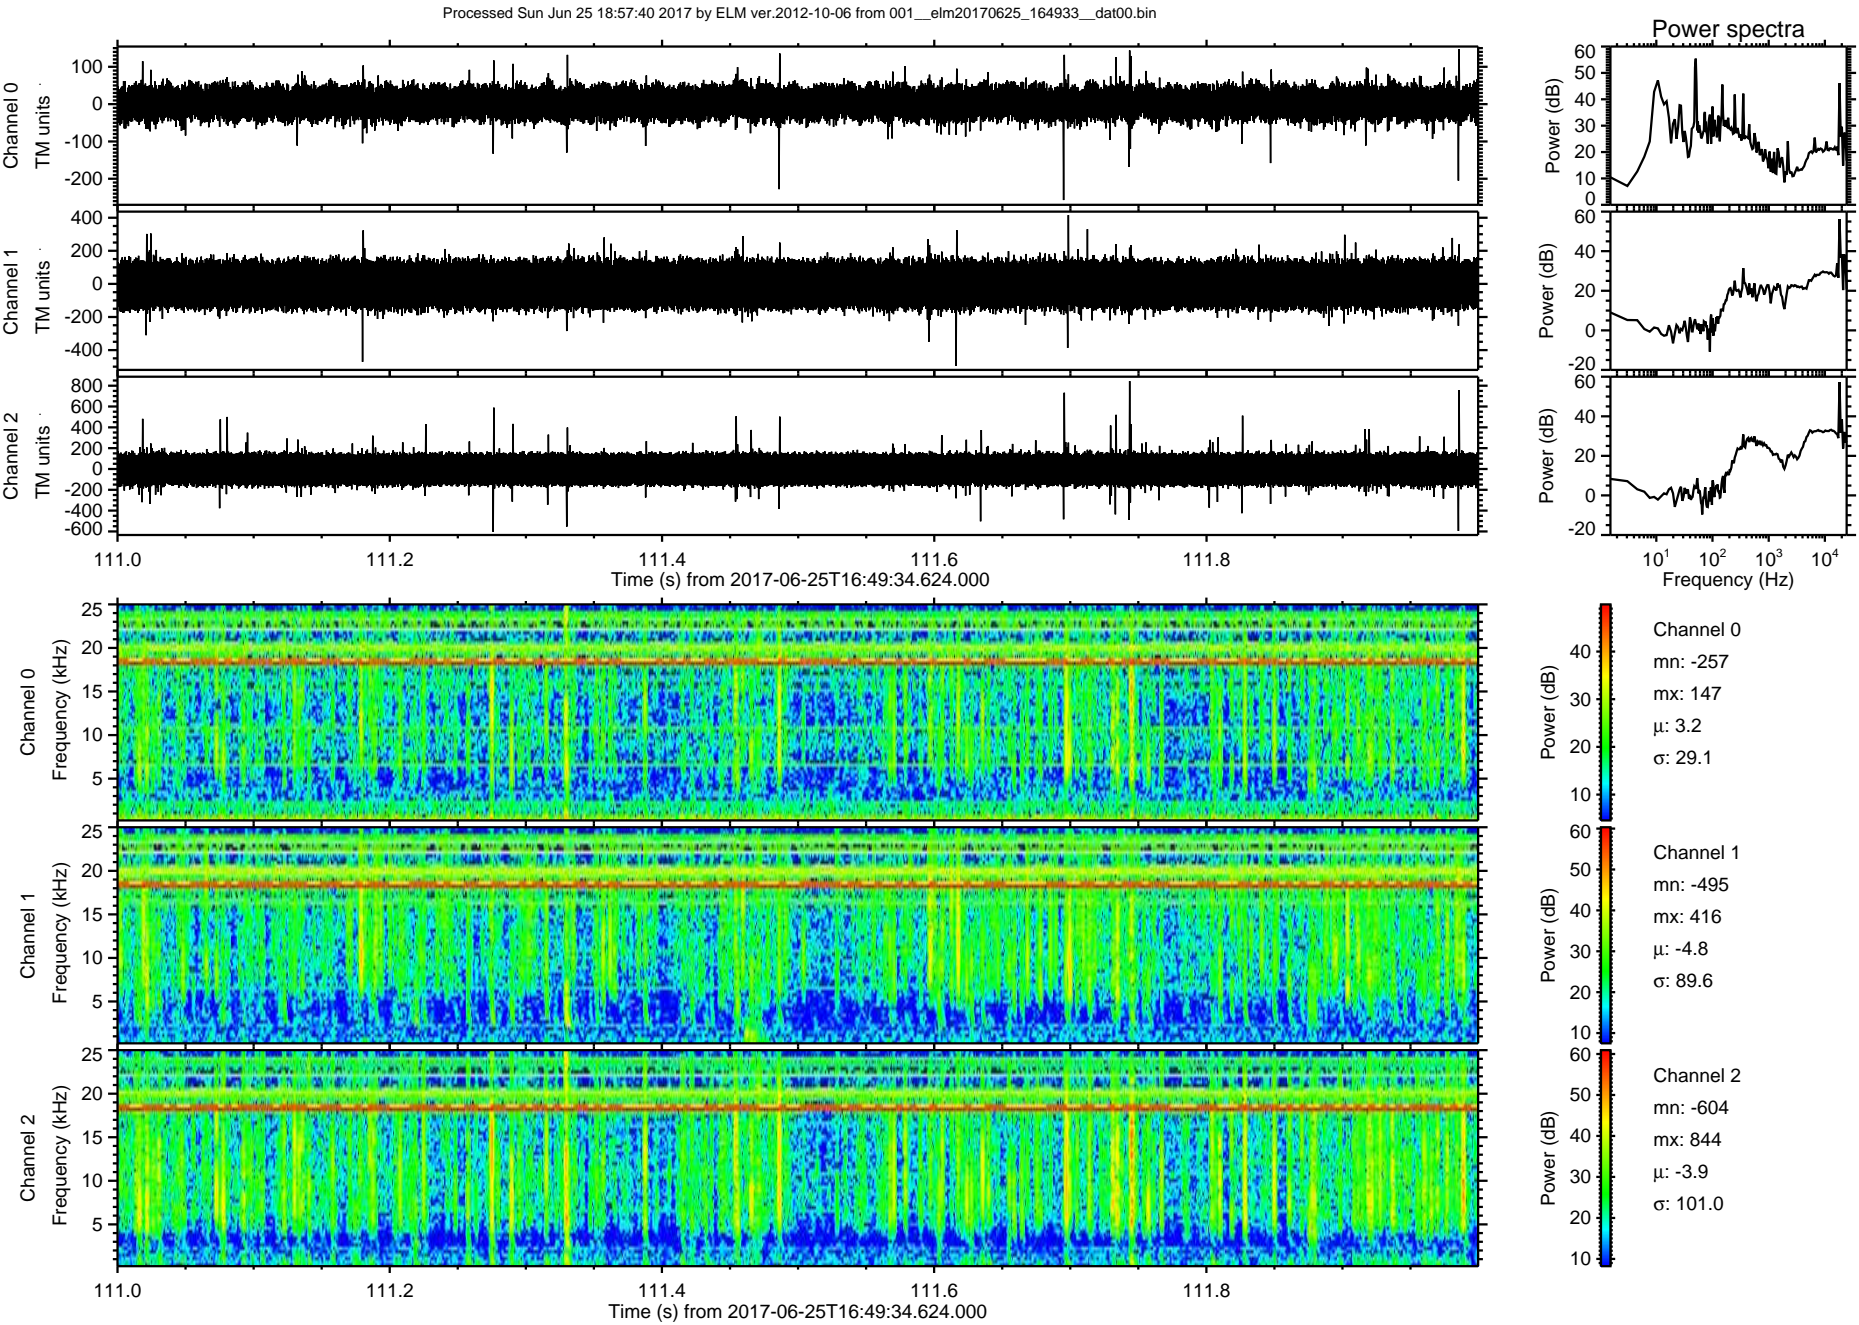 Processed Sun Jun 25 18:57:40 2017 by ELM ver.2012-10-06 from 001__elm20170625_164933__dat00.bin
Power spectra
Channel 0
TM units
100
0
-100
-200
Power (dB)
60
50
40
30
20
10
0
Channel 1
TM units
400
200
0
-200
-400
Power (dB)
60
40
20
0
-20
Channel 2
TM units
800
600
400
200
0
-200
-400
-600
Power (dB)
60
40
20
0
-20
111.0 111.2 111.4 111.6 111.8
Time (s) from 2017-06-25T16:49:34.624.000
10¹ 10² 10³ 10⁴
Frequency (Hz)
Channel 0
Frequency (kHz)
25
20
15
10
5
Power (dB)
40
30
20
10
Channel 0
mn: -257
mx: 147
μ: 3.2
σ: 29.1
Channel 1
Frequency (kHz)
25
20
15
10
5
Power (dB)
60
50
40
30
20
10
Channel 1
mn: -495
mx: 416
μ: -4.8
σ: 89.6
Channel 2
Frequency (kHz)
25
20
15
10
5
Power (dB)
60
50
40
30
20
10
Channel 2
mn: -604
mx: 844
μ: -3.9
σ: 101.0
111.0 111.2 111.4 111.6 111.8
Time (s) from 2017-06-25T16:49:34.624.000